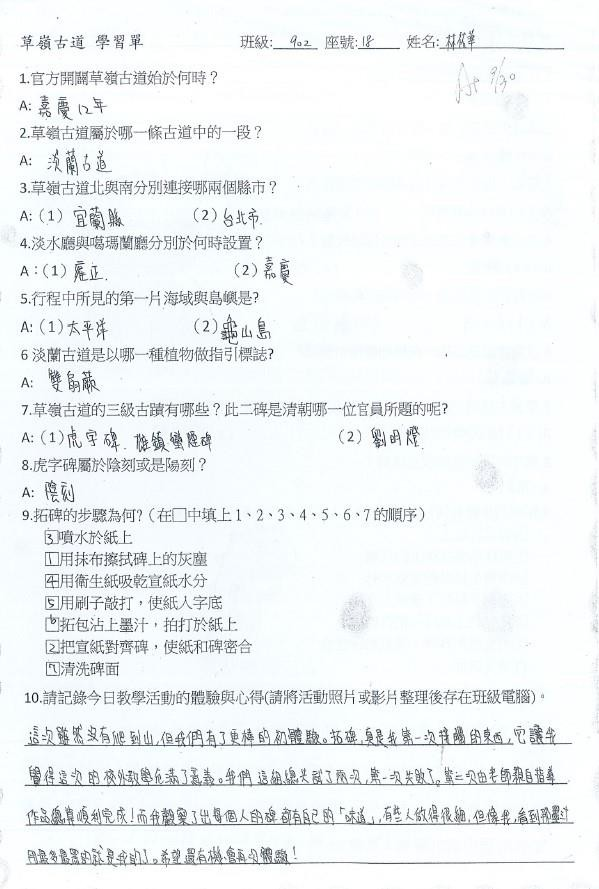 草嶺古道 學習單 班級: 902 座號: 18 姓名: 林 華
A+ 9/30
1.官方開闢草嶺古道始於何時？
A: 嘉慶12年
2.草嶺古道屬於哪一條古道中的一段？
A: 淡蘭古道
3.草嶺古道北與南分別連接哪兩個縣市？
A:（1）宜蘭縣 （2）台北市.
4.淡水廳與噶瑪蘭廳分別於何時設置？
A：（1）雍正. （2）嘉慶
5.行程中所見的第一片海域與島嶼是?
A:（1）太平洋 （2）龜山島
6 淡蘭古道是以哪一種植物做指引標誌?
A: 雙扇蕨
7.草嶺古道的三級古蹟有哪些？此二碑是清朝哪一位官員所題的呢?
A:（1）虎字碑. 雄鎮蠻煙碑 （2）劉明燈.
8.虎字碑屬於陰刻或是陽刻？
A: 陰刻
9.拓碑的步驟為何?（在□中填上 1、2、3、4、5、6、7 的順序）
3噴水於紙上
1用抹布擦拭碑上的灰塵
4用衛生紙吸乾宣紙水分
5用刷子敲打，使紙入字底
6拓包沾上墨汁，拍打於紙上
2把宣紙對齊碑，使紙和碑密合
7清洗碑面
10.請記錄今日教學活動的體驗與心得(請將活動照片或影片整理後存在班級電腦)。
這次雖然沒有爬到山,但我們有了更棒的初體驗。拓碑,真是我第一次接觸的東西,它讓我
覺得這次的校外教學充滿了意義。我們這組總共試了兩次,第一次失敗了,第二次由老師親自指導
作品總算順利完成!而我觀察了出每個人的碑都有自己的「味道」,有些人做得很細,但像我,看到那墨汁
用最多最黑的就是我的了。希望還有機會再次體驗!